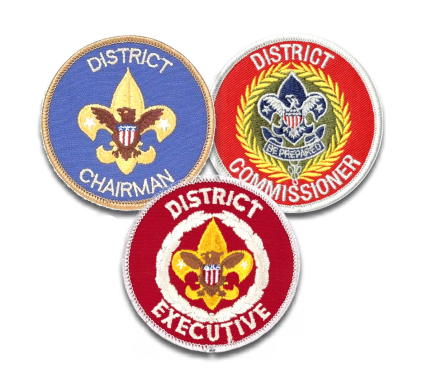 DISTRICT
CHAIRMAN
DISTRICT
BE PREPARED
COMMISSIONER
DISTRICT
EXECUTIVE